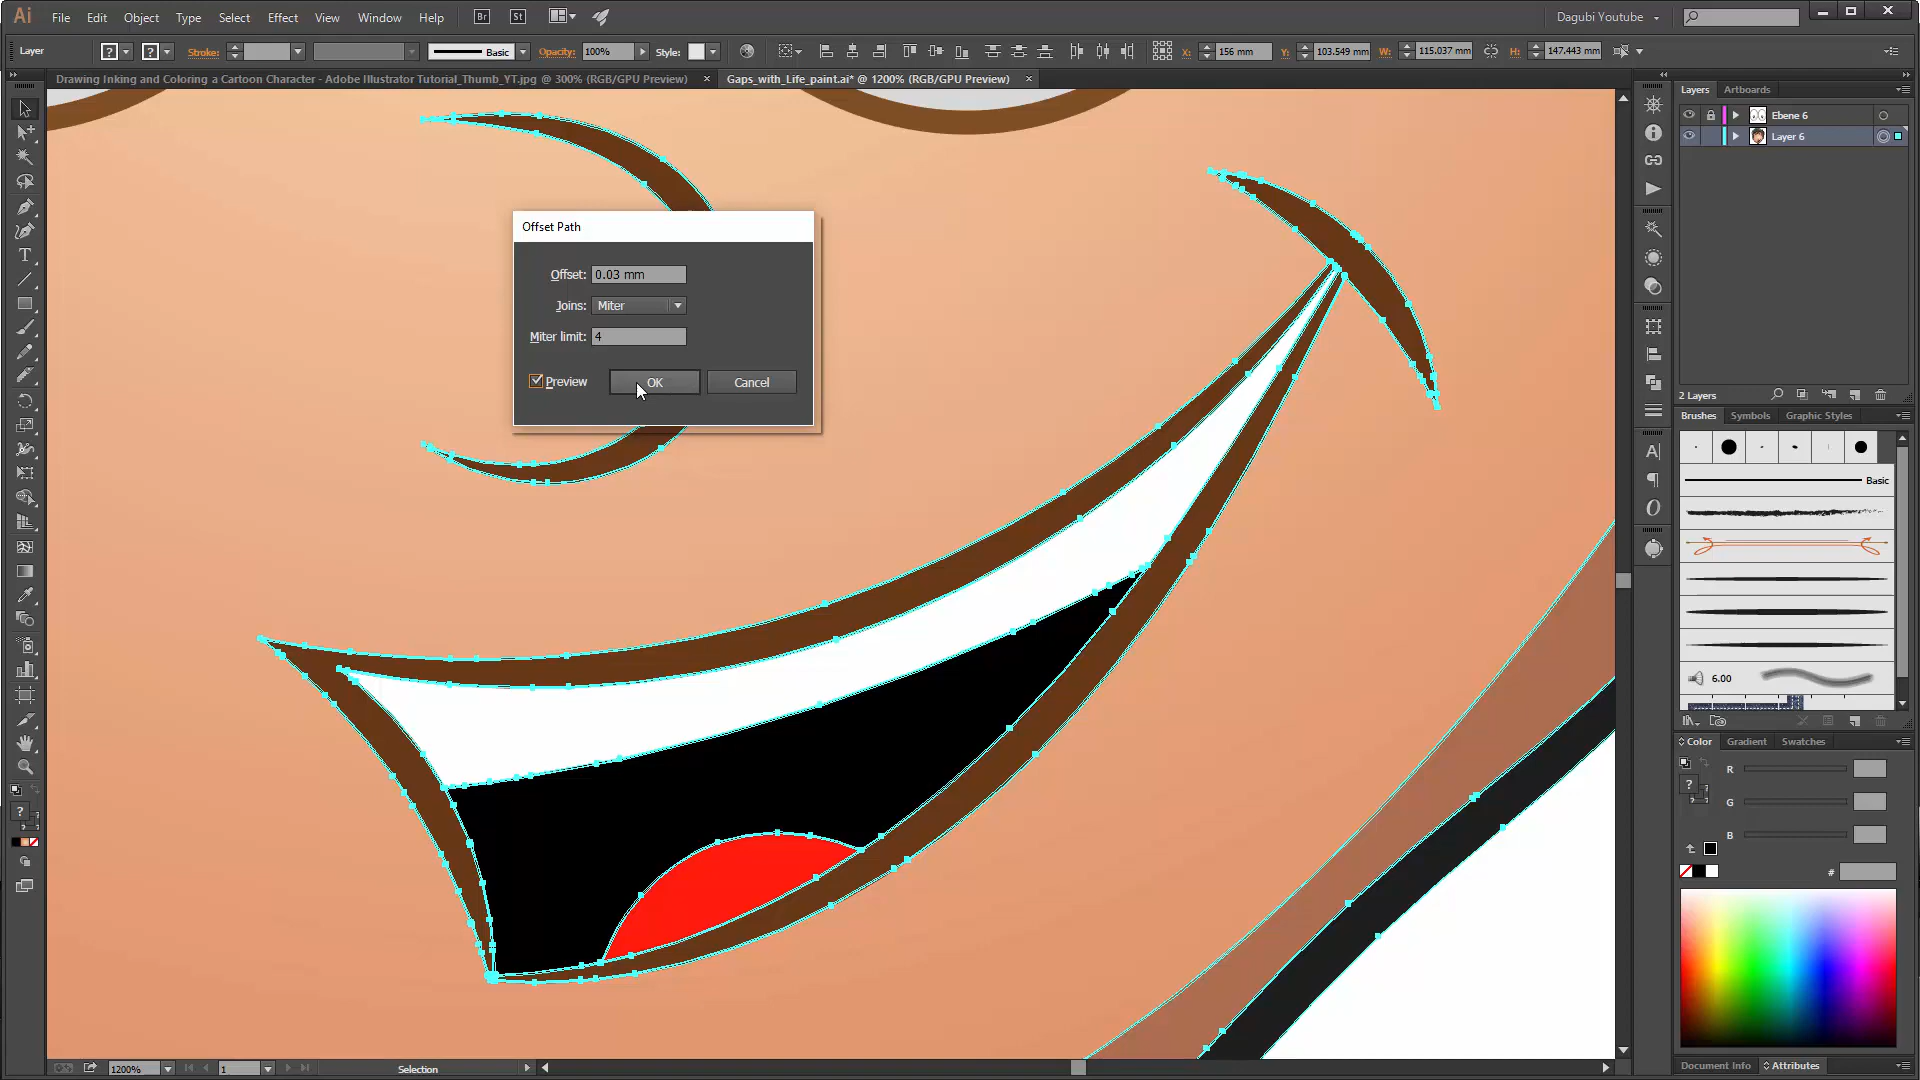 Ai File Edit Object Type Select Effect View Window Help Br St Dagubi Youtube
Layer Stroke: Basic Opacity: 100% Style: X: 156 mm Y: 103.549 mm W: 115.037 mm H: 147.443 mm
Drawing Inking and Coloring a Cartoon Character - Adobe Illustrator Tutorial_Thumb_YT.jpg @ 300% (RGB/GPU Preview) × Gaps_with_Life_paint.ai* @ 1200% (RGB/GPU Preview) ×
Offset Path
Offset: 0.03 mm
Joins: Miter
Miter limit: 4
Preview OK Cancel
Layers Artboards
Ebene 6
Layer 6
2 Layers
Brushes Symbols Graphic Styles
Basic
6.00
Color Gradient Swatches
R
G
B
#
Document Info Attributes
1200% 1 Selection